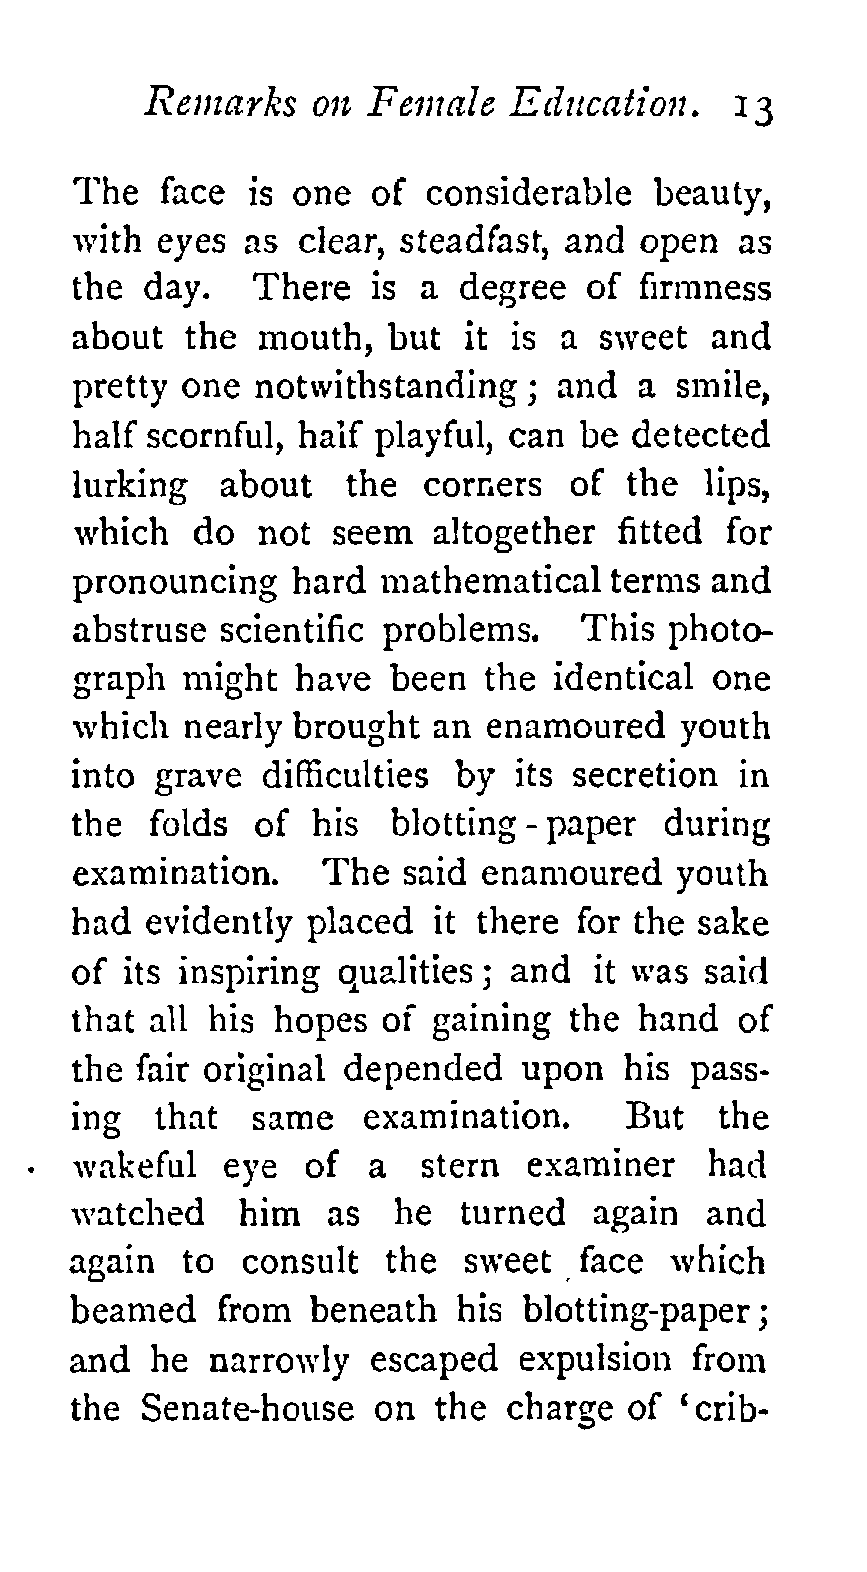 Remarks on Female Education. 13
The face is one of considerable beauty,
with eyes as clear, steadfast, and open as
the day. There is a degree of firmness
about the mouth, but it is a sweet and
pretty one notwithstanding ; and a smile,
half scornful, half playful, can be detected
lurking about the corners of the lips,
which do not seem altogether fitted for
pronouncing hard mathematical terms and
abstruse scientific problems. This photo-
graph might have been the identical one
which nearly brought an enamoured youth
into grave difficulties by its secretion in
the folds of his blotting - paper during
examination. The said enamoured youth
had evidently placed it there for the sake
of its inspiring qualities ; and it was said
that all his hopes of gaining the hand of
the fair original depended upon his pass-
ing that same examination. But the
wakeful eye of a stern examiner had
watched him as he turned again and
again to consult the sweet face which
beamed from beneath his blotting-paper ;
and he narrowly escaped expulsion from
the Senate-house on the charge of ‘crib-